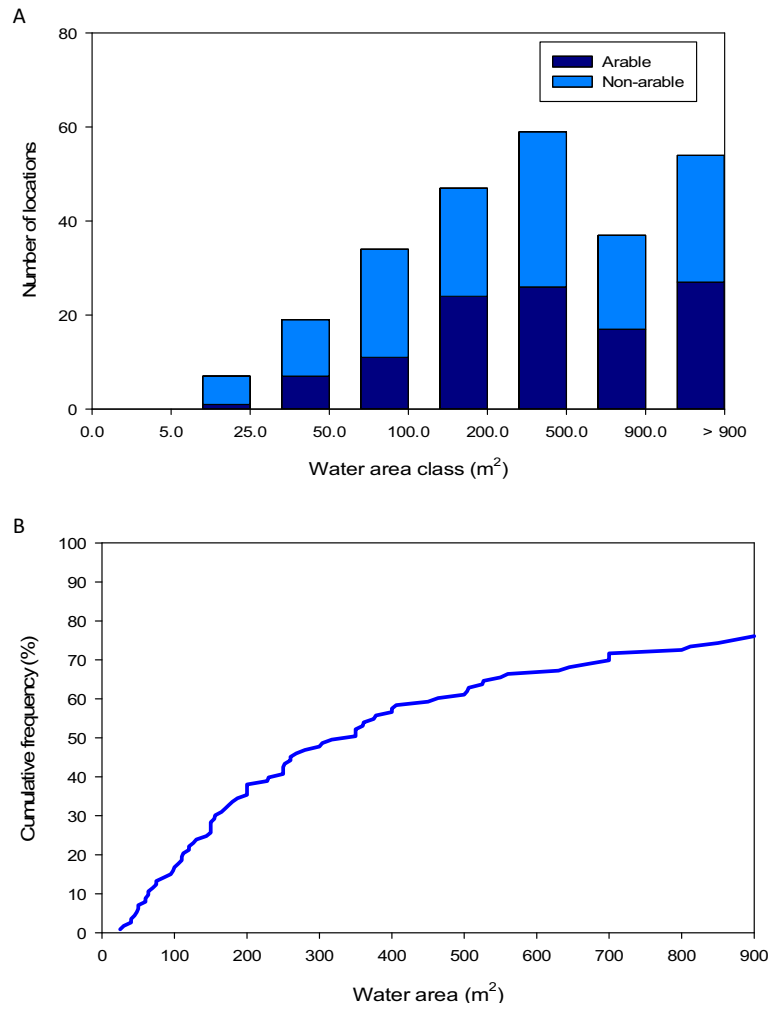 A
80
60
40
20
0
Number of locations
Arable
Non-arable
0.0 5.0 25.0 50.0 100.0 200.0 500.0 900.0 > 900
Water area class (m²)
B
100
90
80
70
60
50
40
30
20
10
0
Cumulative frequency (%)
0 100 200 300 400 500 600 700 800 900
Water area (m²)